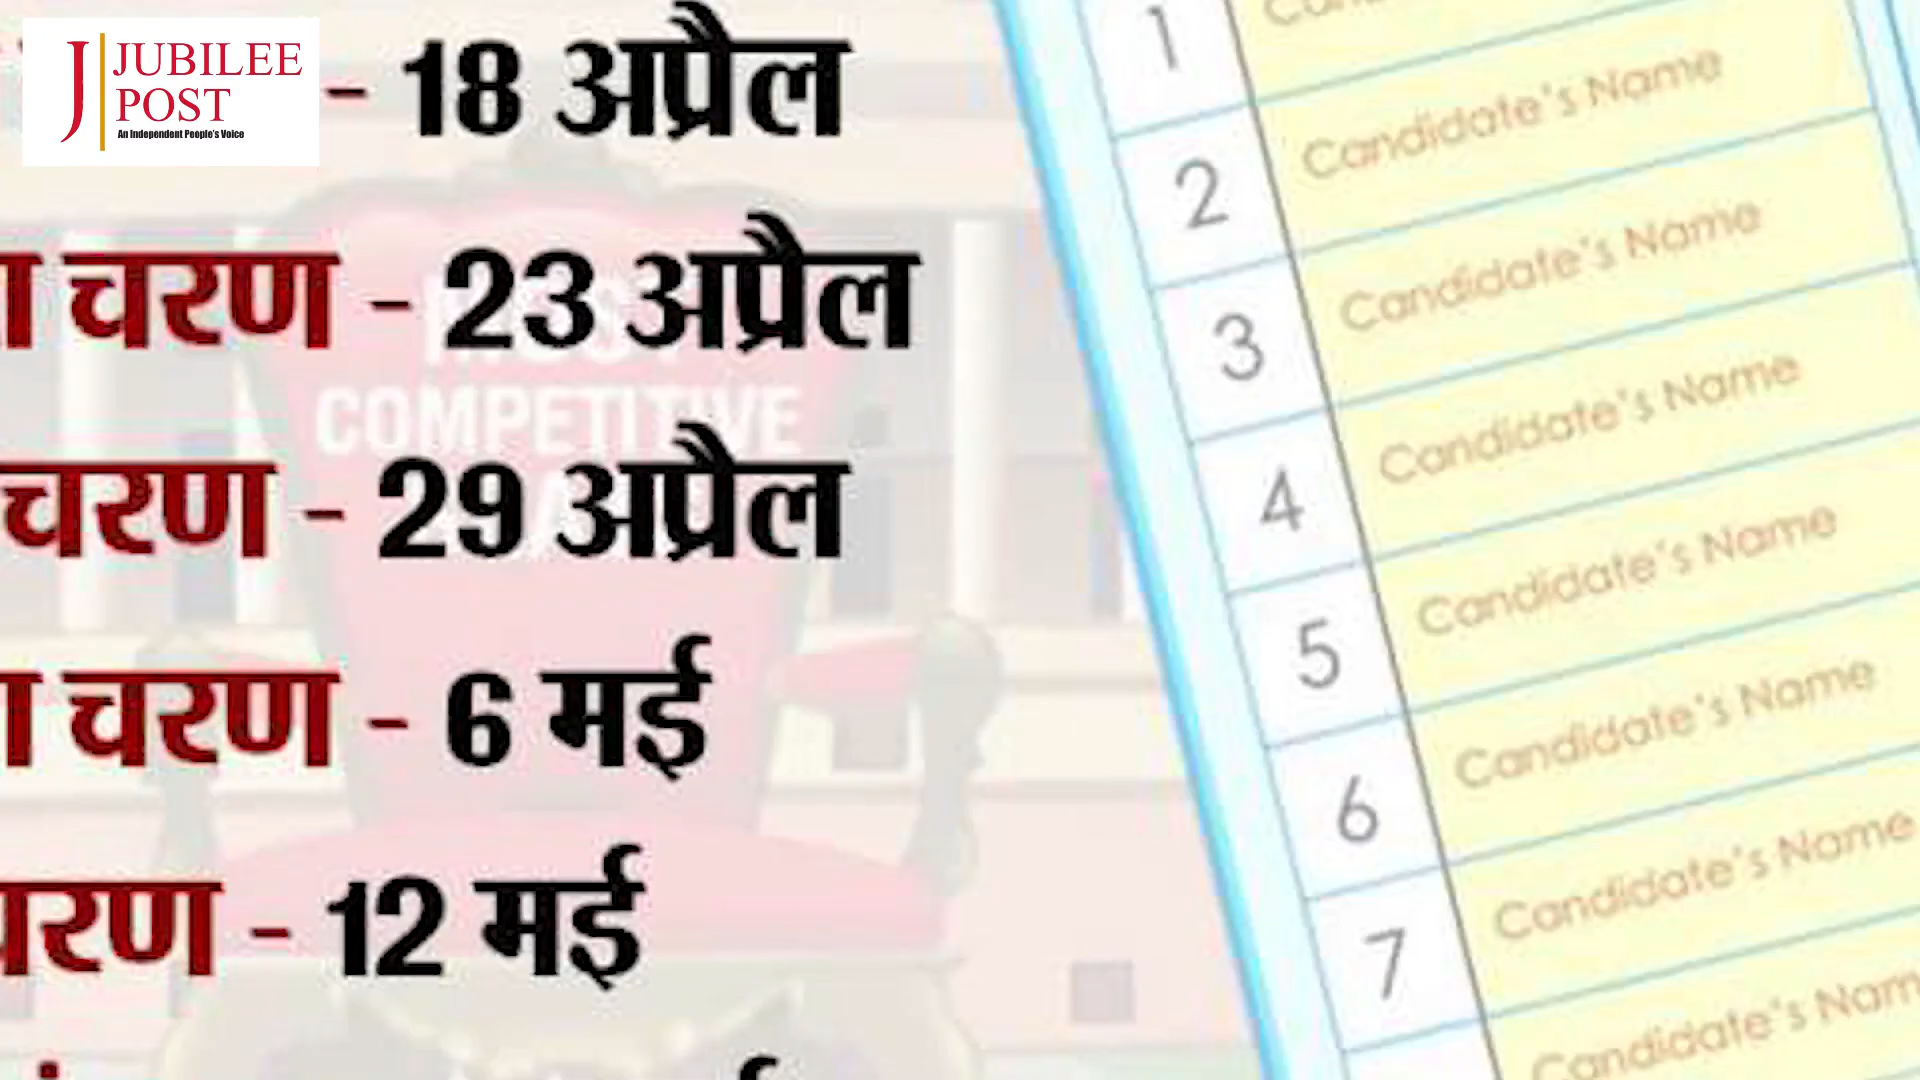 JUBILEE
POST
An Independent People's Voice
- 18 अप्रैल
चरण - 23 अप्रैल
चरण - 29 अप्रैल
चरण - 6 मई
चरण - 12 मई
MOST
COMPETITIVE
1
2 Candidate's Name
3 Candidate's Name
4 Candidate's Name
5 Candidate's Name
6 Candidate's Name
7 Candidate's Name
Candidate's